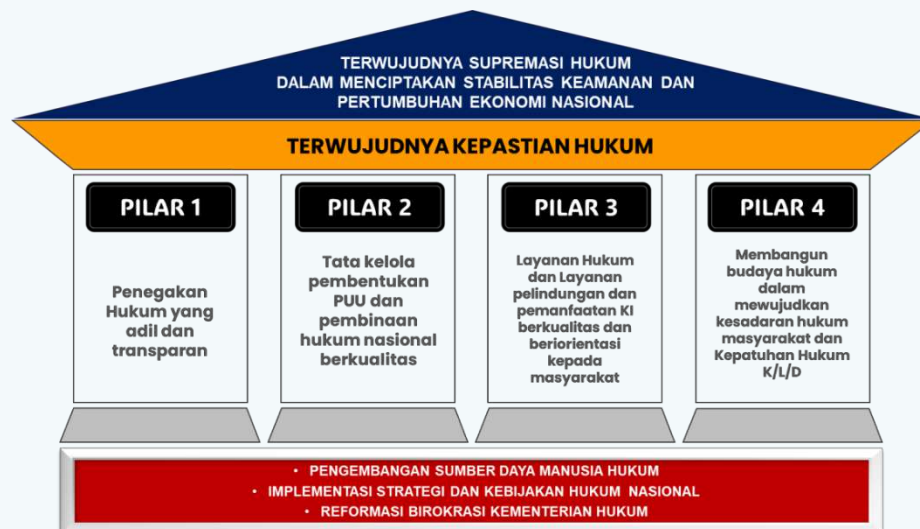 TERWUJUDNYA SUPREMASI HUKUM
DALAM MENCIPTAKAN STABILITAS KEAMANAN DAN
PERTUMBUHAN EKONOMI NASIONAL
TERWUJUDNYA KEPASTIAN HUKUM
PILAR 1
Penegakan
Hukum yang
adil dan
transparan
PILAR 2
Tata kelola
pembentukan
PUU dan
pembinaan
hukum nasional
berkualitas
PILAR 3
Layanan Hukum
dan Layanan
pelindungan dan
pemanfaatan KI
berkualitas dan
beriorientasi
kepada
masyarakat
PILAR 4
Membangun
budaya hukum
dalam
mewujudkan
kesadaran hukum
masyarakat dan
Kepatuhan Hukum
K/L/D
• PENGEMBANGAN SUMBER DAYA MANUSIA HUKUM
• IMPLEMENTASI STRATEGI DAN KEBIJAKAN HUKUM NASIONAL
• REFORMASI BIROKRASI KEMENTERIAN HUKUM